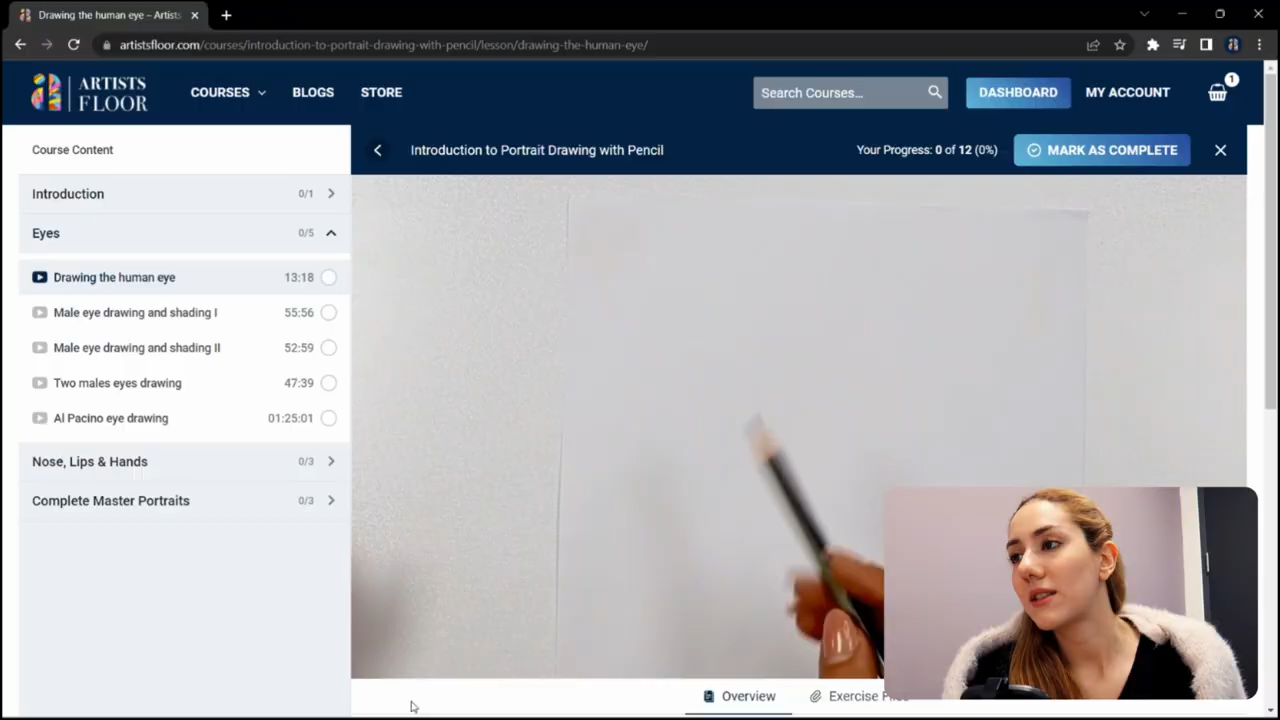 Drawing the human eye – Artists
artistsfloor.com/courses/introduction-to-portrait-drawing-with-pencil/lesson/drawing-the-human-eye/
ARTISTS
FLOOR
COURSES
BLOGS
STORE
Search Courses...
DASHBOARD
MY ACCOUNT
1
Course Content
Introduction to Portrait Drawing with Pencil
Your Progress: 0 of 12 (0%)
MARK AS COMPLETE
Introduction 0/1
Eyes 0/5
Drawing the human eye 13:18
Male eye drawing and shading I 55:56
Male eye drawing and shading II 52:59
Two males eyes drawing 47:39
Al Pacino eye drawing 01:25:01
Nose, Lips & Hands 0/3
Complete Master Portraits 0/3
Overview
Exercise